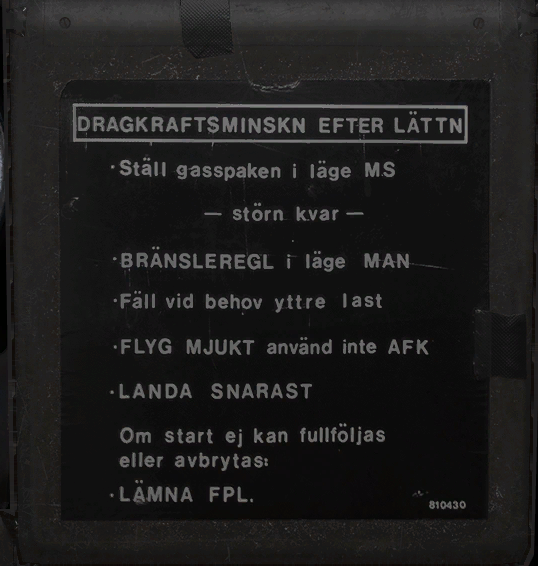 DRAGKRAFTSMINSKN EFTER LÄTTN
·Ställ gasspaken i läge MS
— störn kvar —
·BRÄNSLEREGL i läge MAN
·Fäll vid behov yttre last
·FLYG MJUKT använd inte AFK
·LANDA SNARAST
Om start ej kan fullföljas
eller avbrytas:
·LÄMNA FPL.
810430